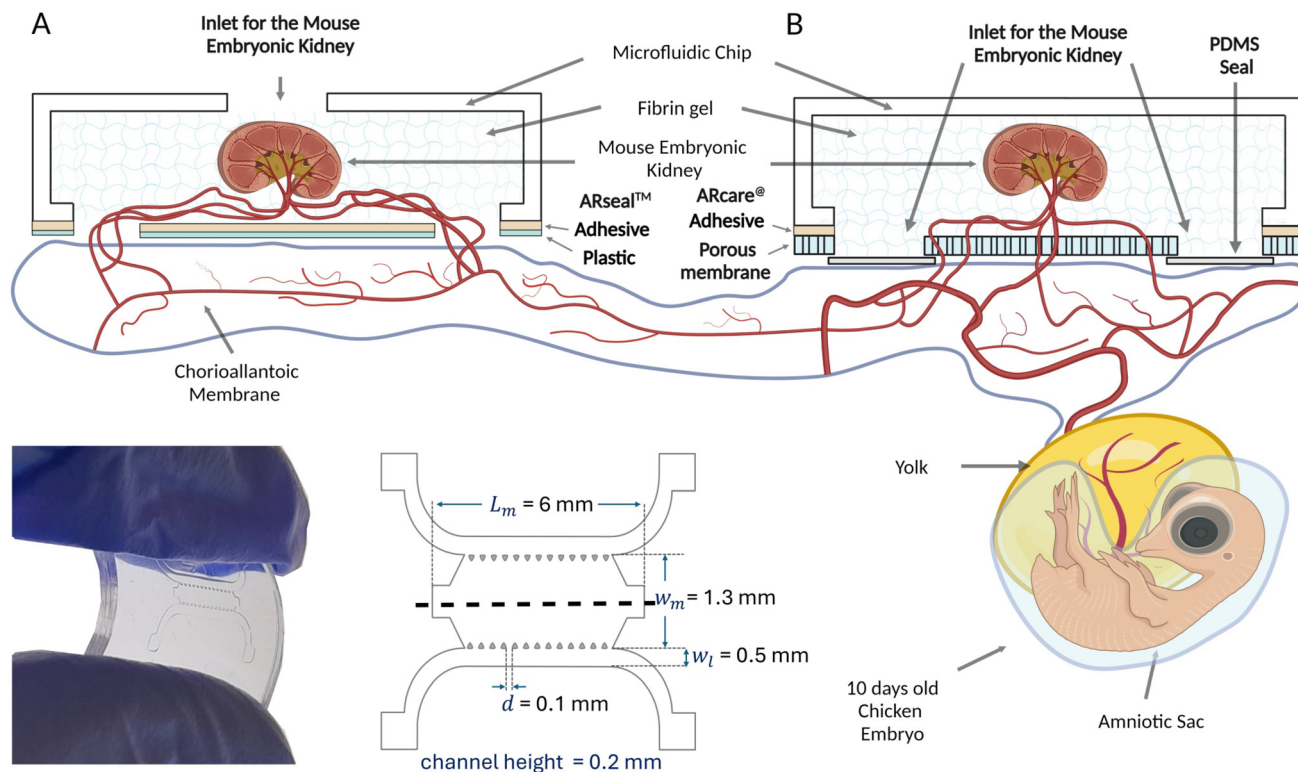 A
Inlet for the Mouse
Embryonic Kidney
Microfluidic Chip
Fibrin gel
Mouse Embryonic
Kidney
ARseal™
Adhesive
Plastic
Chorioallantoic
Membrane
B
Inlet for the Mouse
Embryonic Kidney
PDMS
Seal
ARcare@
Adhesive
Porous
membrane
Yolk
10 days old
Chicken
Embryo
Amniotic Sac
L_m = 6 mm
w_m = 1.3 mm
w_l = 0.5 mm
d = 0.1 mm
channel height = 0.2 mm